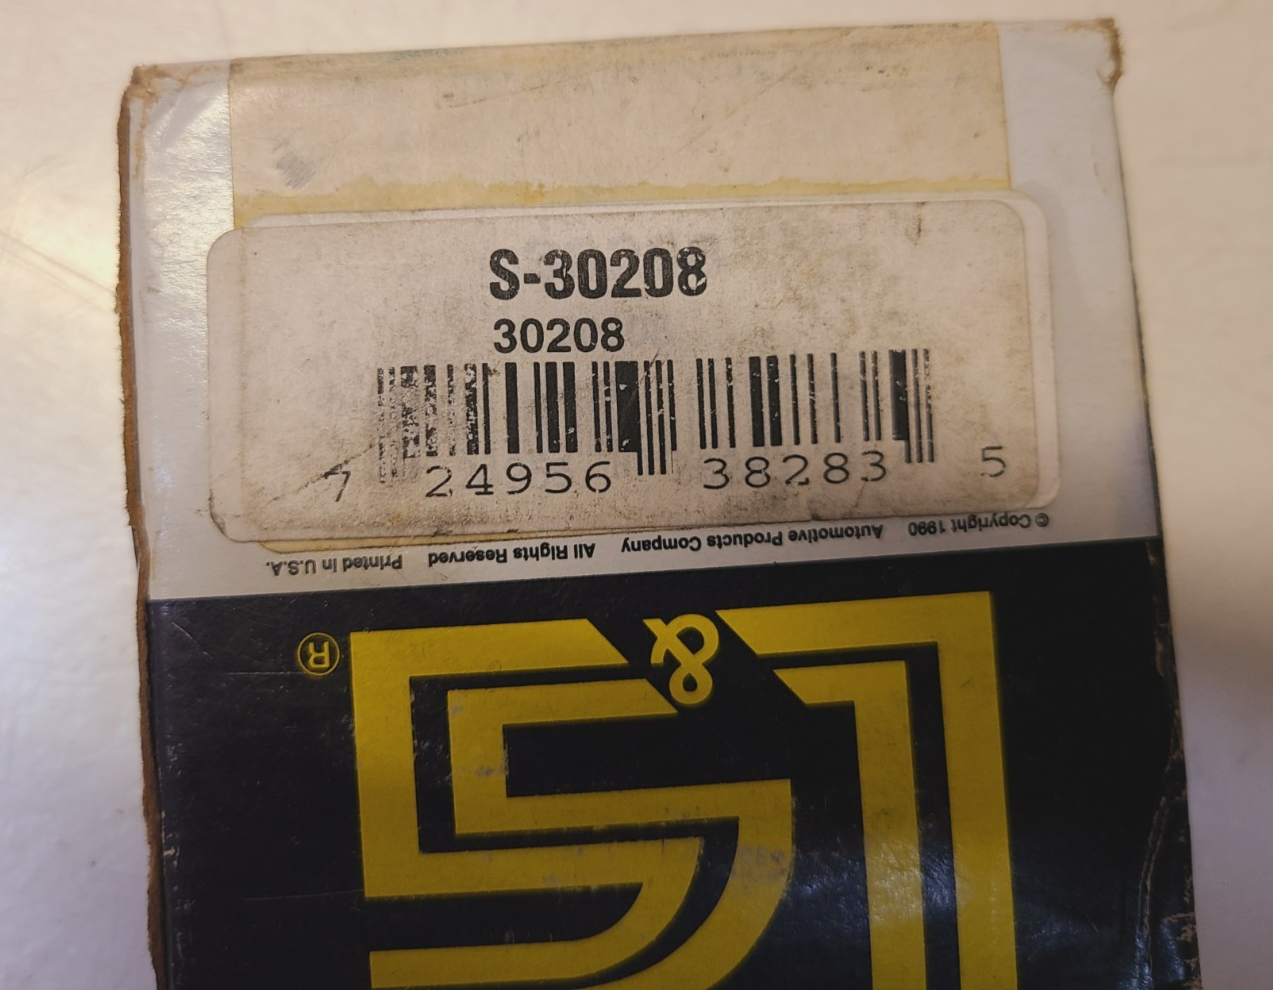 S-30208
30208
7 24956 38283 5
© Copyright 1990 Automotive Products Company All Rights Reserved Printed In U.S.A.
&
®